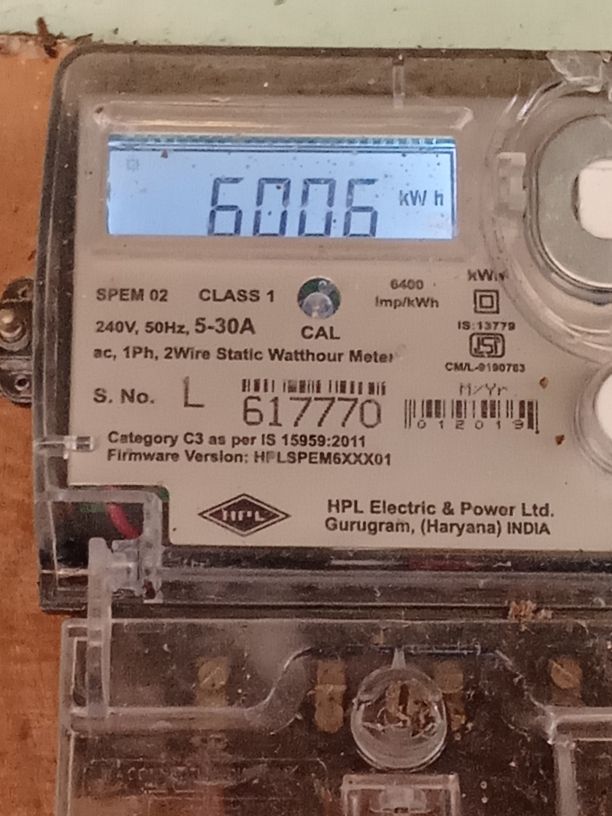 6006 kWh
SPEM 02 CLASS 1
6400
Imp/kWh
240V, 50Hz, 5-30A
CAL
IS:13779
ac, 1Ph, 2Wire Static Watthour Meter
CM/L-9190763
S. No. L 617770
M/Yr
012019
Category C3 as per IS 15959:2011
Firmware Version: HPLSPEM6XXX01
HPL
HPL Electric & Power Ltd.
Gurugram, (Haryana) INDIA